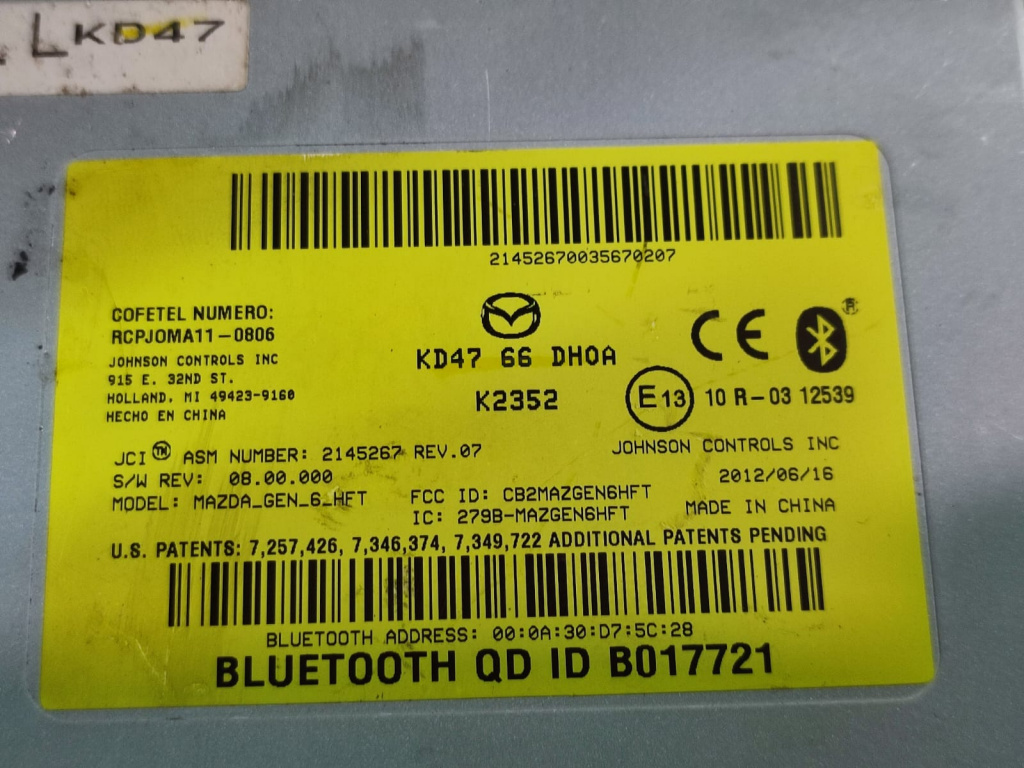 LKD47
21452670035670207
COFETEL NUMERO:
RCPJOMA11-0806
JOHNSON CONTROLS INC
915 E. 32ND ST.
HOLLAND, MI 49423-9160
HECHO EN CHINA
KD47 66 DH0A
K2352
CE
E13 10 R-03 12539
JCI TM ASM NUMBER: 2145267 REV.07
S/W REV: 08.00.000
MODEL: MAZDA_GEN_6_HFT
FCC ID: CB2MAZGEN6HFT
IC: 279B-MAZGEN6HFT
JOHNSON CONTROLS INC
2012/06/16
MADE IN CHINA
U.S. PATENTS: 7,257,426, 7,346,374, 7,349,722 ADDITIONAL PATENTS PENDING
BLUETOOTH ADDRESS: 00:0A:30:D7:5C:28
BLUETOOTH QD ID B017721